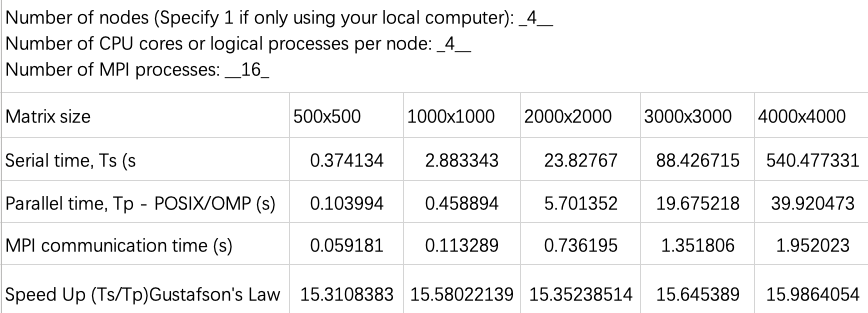 Number of nodes (Specify 1 if only using your local computer): _4__
Number of CPU cores or logical processes per node: _4__
Number of MPI processes: __16_
Matrix size 500x500 1000x1000 2000x2000 3000x3000 4000x4000
Serial time, Ts (s 0.374134 2.883343 23.82767 88.426715 540.477331
Parallel time, Tp - POSIX/OMP (s) 0.103994 0.458894 5.701352 19.675218 39.920473
MPI communication time (s) 0.059181 0.113289 0.736195 1.351806 1.952023
Speed Up (Ts/Tp)Gustafson's Law 15.3108383 15.58022139 15.35238514 15.645389 15.9864054